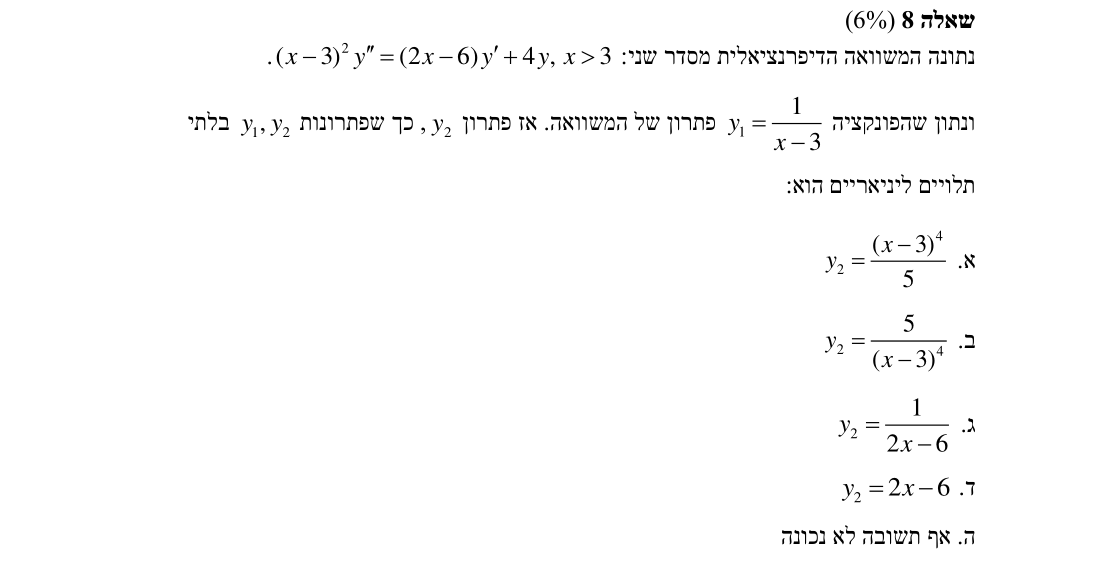 שאלה 8 (6%)
נתונה המשוואה הדיפרנציאלית מסדר שני: (x − 3)² y″ = (2x − 6) y′ + 4y, x > 3.
ונתון שהפונקציה y₁ = 1/(x − 3) פתרון של המשוואה. אז פתרון y₂, כך שפתרונות y₁, y₂ בלתי
תלויים ליניאריים הוא:
א. y₂ = (x − 3)⁴/5
ב. y₂ = 5/(x − 3)⁴
ג. y₂ = 1/(2x − 6)
ד. y₂ = 2x − 6
ה. אף תשובה לא נכונה